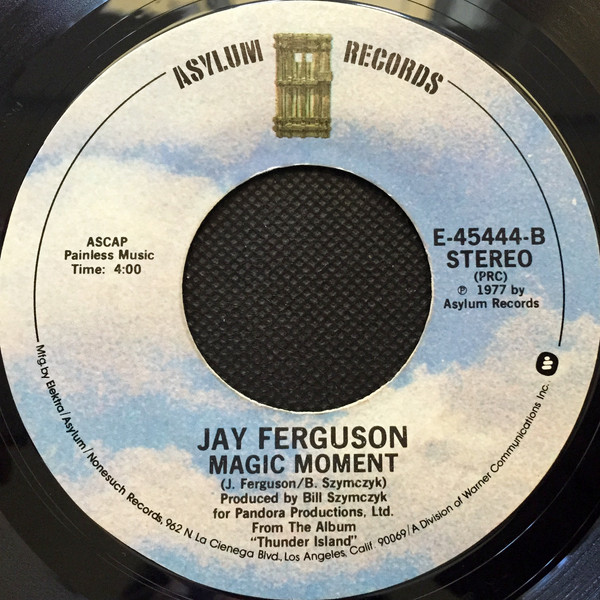 ASYLUM RECORDS
ASCAP
Painless Music
Time: 4:00
E-45444-B
STEREO
(PRC)
℗ 1977 by
Asylum Records
JAY FERGUSON
MAGIC MOMENT
(J. Ferguson/B. Szymczyk)
Produced by Bill Szymczyk
for Pandora Productions, Ltd.
From The Album
"Thunder Island"
Mfg. by Elektra/Asylum/Nonesuch Records, 962 N. La Cienega Blvd., Los Angeles, Calif. 90069/A Division of Warner Communications Inc.